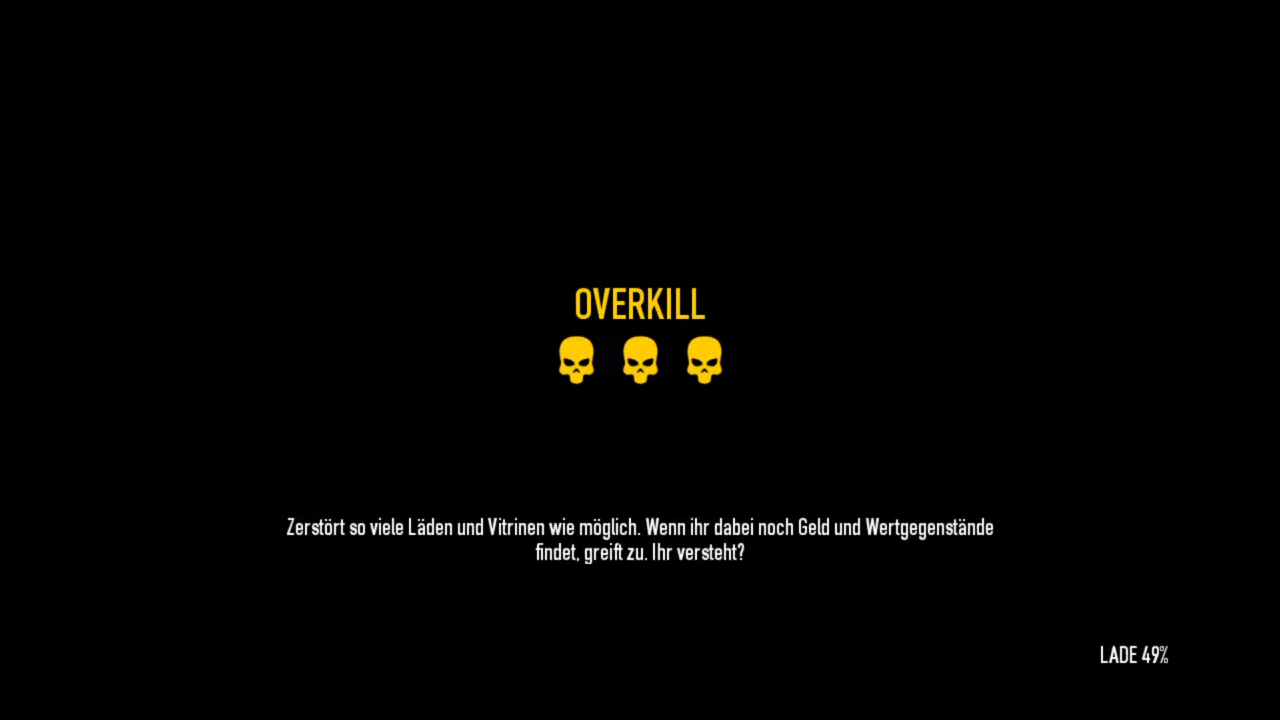 OVERKILL
Zerstört so viele Läden und Vitrinen wie möglich. Wenn ihr dabei noch Geld und Wertgegenstände
findet, greift zu. Ihr versteht?
LADE 49%